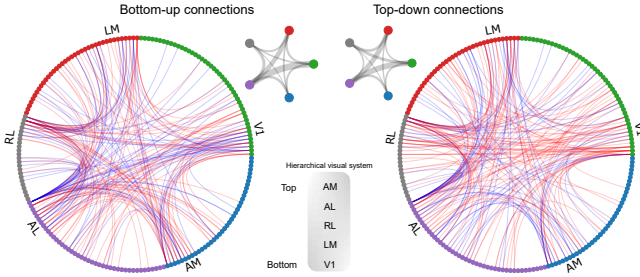 Bottom-up connections
Top-down connections
LM
V1
RL
AL
AM
LM
V1
RL
AL
AM
Hierarchical visual system
Top
AM
AL
RL
LM
Bottom
V1